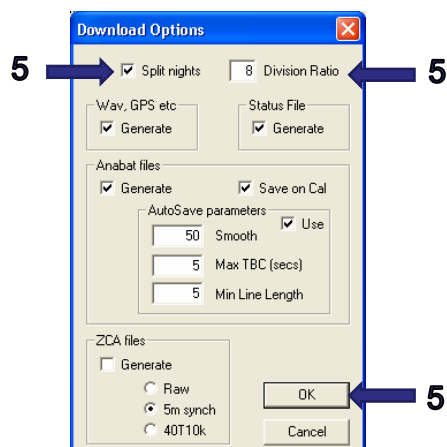 Download Options
5 Split nights 8 Division Ratio 5
Wav, GPS etc Status File
Generate Generate
Anabat files
Generate Save on Cal
AutoSave parameters
Use
50 Smooth
5 Max TBC (secs)
5 Min Line Length
ZCA files
Generate
Raw
OK 5
5m synch
40T10k
Cancel